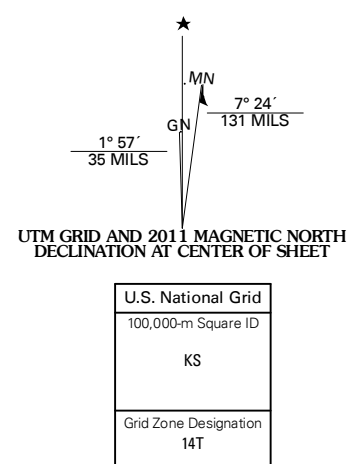 ★
MN
GN
7° 24´
131 MILS
1° 57´
35 MILS
UTM GRID AND 2011 MAGNETIC NORTH
DECLINATION AT CENTER OF SHEET
U.S. National Grid
100,000-m Square ID
KS
Grid Zone Designation
14T